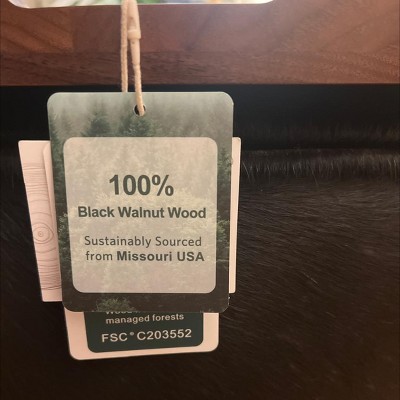 100%
Black Walnut Wood
Sustainably Sourced
from Missouri USA
managed forests
FSC® C203552